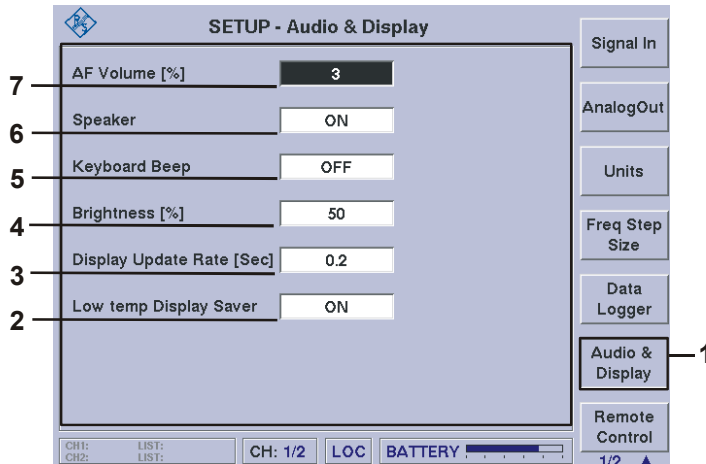 SETUP - Audio & Display
7 AF Volume [%] 3
6 Speaker ON
5 Keyboard Beep OFF
4 Brightness [%] 50
3 Display Update Rate [Sec] 0.2
2 Low temp Display Saver ON
Signal In
AnalogOut
Units
Freq Step
Size
Data
Logger
Audio &
Display
1
Remote
Control
1/2
CH1: LIST:
CH2: LIST:
CH: 1/2
LOC
BATTERY